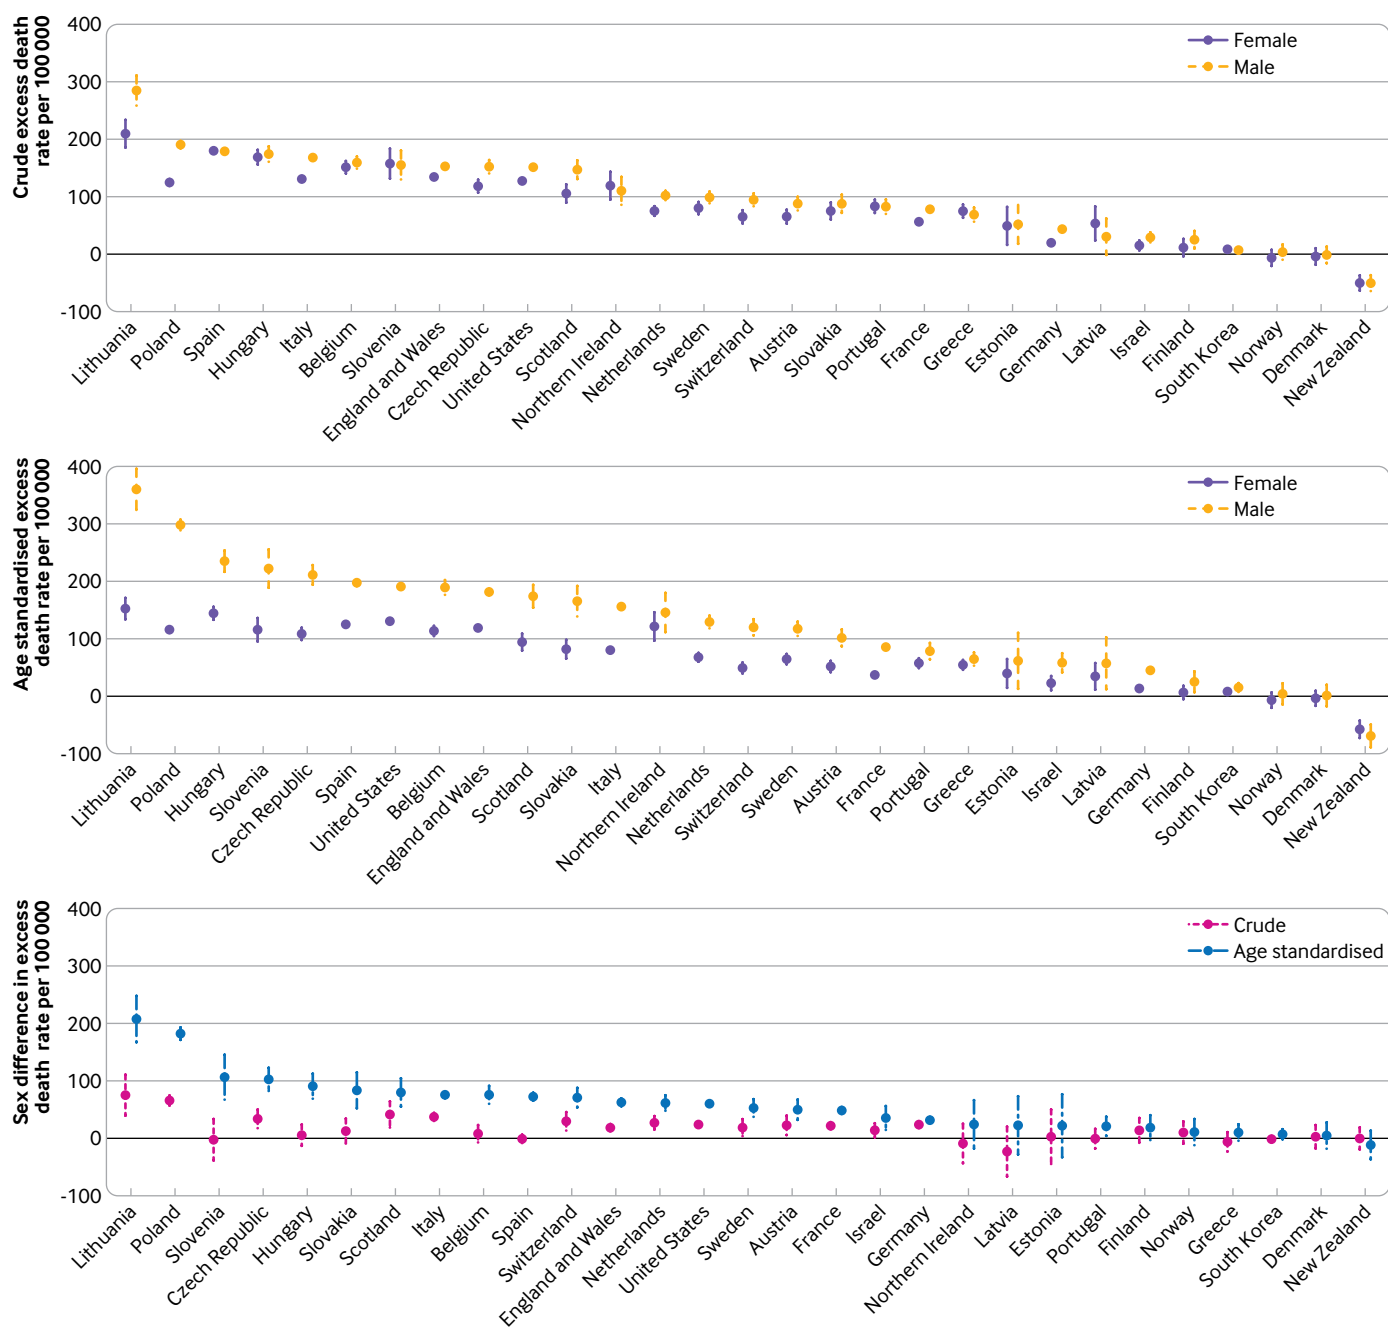 Crude excess death
rate per 100 000
400
300
200
100
0
-100
Female
Male
Lithuania
Poland
Spain
Hungary
Italy
Belgium
Slovenia
England and Wales
Czech Republic
United States
Scotland
Northern Ireland
Netherlands
Sweden
Switzerland
Austria
Slovakia
Portugal
France
Greece
Estonia
Germany
Latvia
Israel
Finland
South Korea
Norway
Denmark
New Zealand
Age standardised excess
death rate per 100 000
400
300
200
100
0
-100
Female
Male
Lithuania
Poland
Hungary
Slovenia
Czech Republic
Spain
United States
Belgium
England and Wales
Scotland
Slovakia
Italy
Northern Ireland
Netherlands
Switzerland
Sweden
Austria
France
Portugal
Greece
Estonia
Israel
Latvia
Germany
Finland
South Korea
Norway
Denmark
New Zealand
Sex difference in excess
death rate per 100 000
400
300
200
100
0
-100
Crude
Age standardised
Lithuania
Poland
Slovenia
Czech Republic
Hungary
Slovakia
Scotland
Italy
Belgium
Spain
Switzerland
England and Wales
Netherlands
United States
Sweden
Austria
France
Israel
Germany
Northern Ireland
Latvia
Estonia
Portugal
Finland
Norway
Greece
South Korea
Denmark
New Zealand